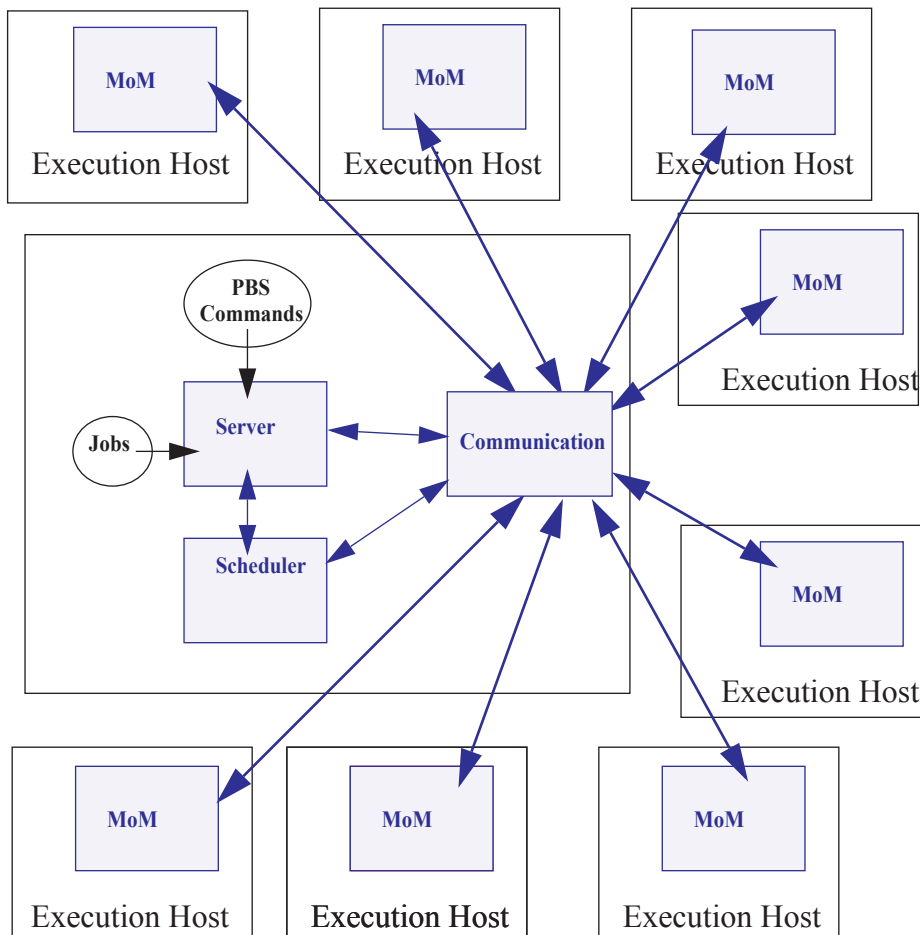 MoM
Execution Host
MoM
Execution Host
MoM
Execution Host
MoM
Execution Host
PBS
Commands
Server
Jobs
Communication
Scheduler
MoM
Execution Host
MoM
Execution Host
MoM
Execution Host
MoM
Execution Host